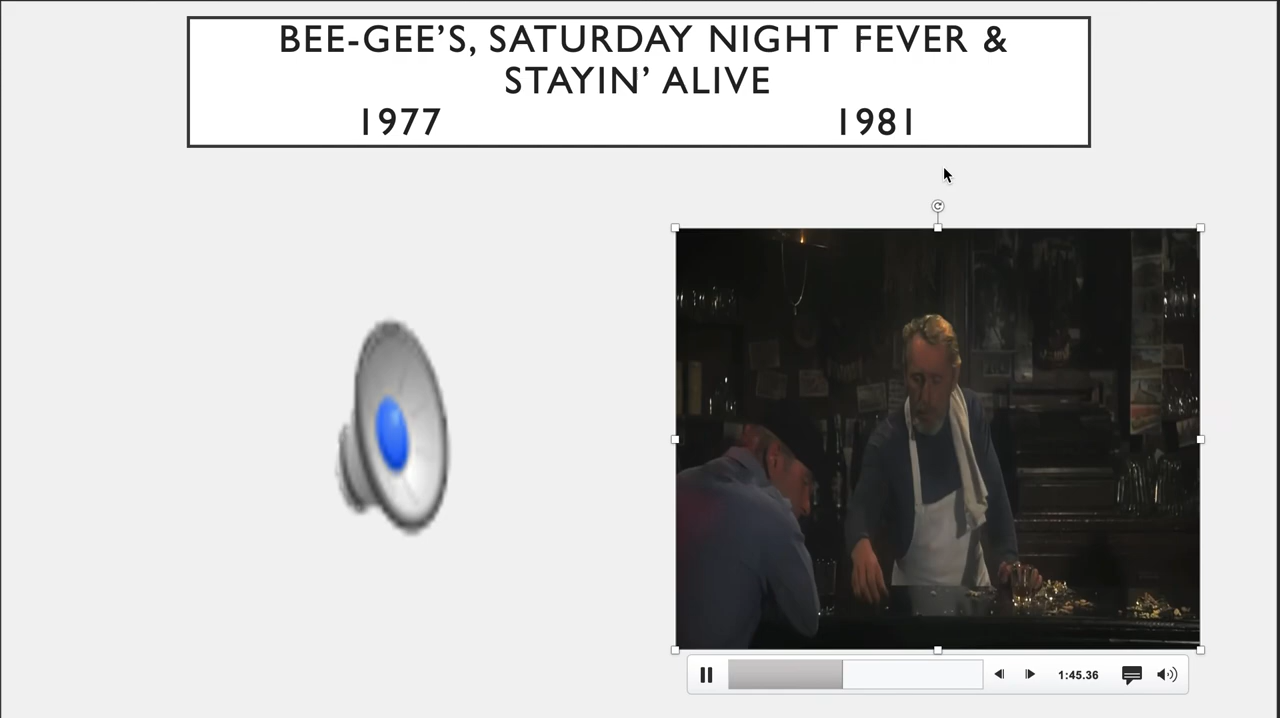 BEE-GEE’S, SATURDAY NIGHT FEVER &
STAYIN’ ALIVE
1977 1981
1:45.36